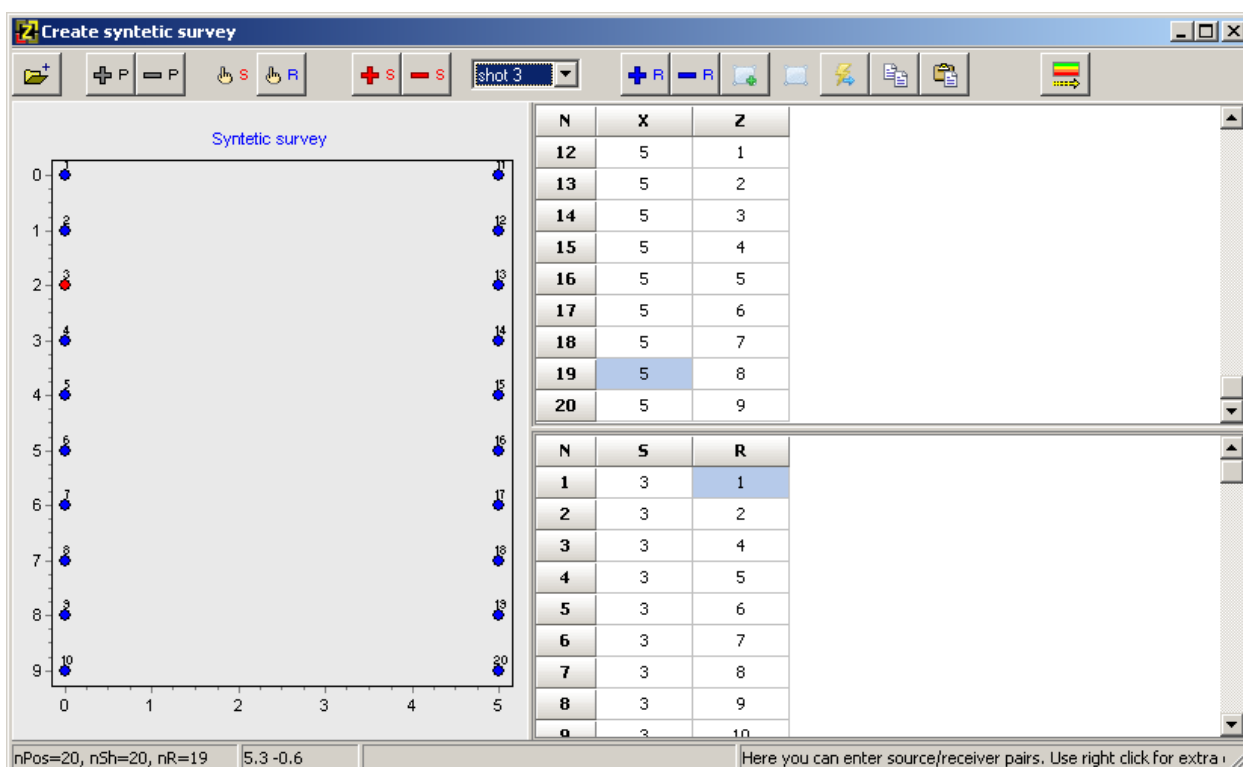 Create syntetic survey
P P S R S S shot 3 R R
Syntetic survey
0 1 2 3 4 5 6 7 8 9
1 2 3 4 5 6 7 8 9 10
11 12 13 14 15 16 17 18 19 20
0 1 2 3 4 5
N X Z
12 5 1
13 5 2
14 5 3
15 5 4
16 5 5
17 5 6
18 5 7
19 5 8
20 5 9
N S R
1 3 1
2 3 2
3 3 4
4 3 5
5 3 6
6 3 7
7 3 8
8 3 9
9 3 10
nPos=20, nSh=20, nR=19 5.3 -0.6 Here you can enter source/receiver pairs. Use right click for extra